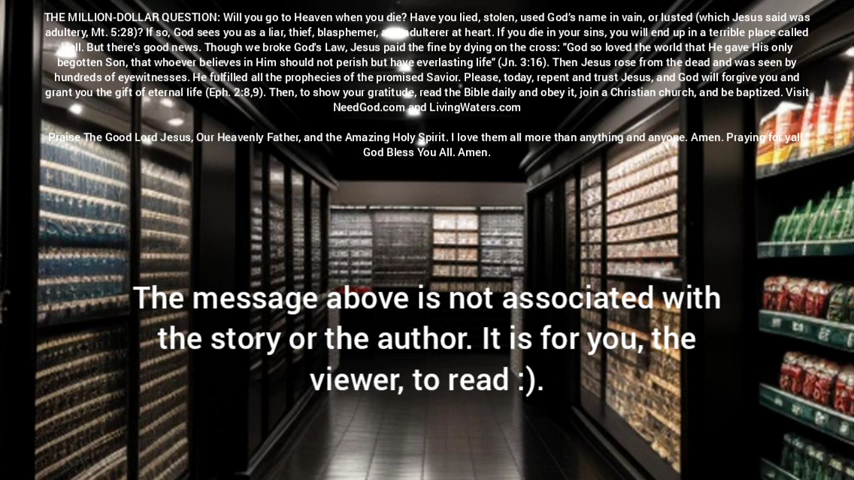 THE MILLION-DOLLAR QUESTION: Will you go to Heaven when you die? Have you lied, stolen, used God's name in vain, or lusted (which Jesus said was
adultery, Mt. 5:28)? If so, God sees you as a liar, thief, blasphemer, adulterer at heart. If you die in your sins, you will end up in a terrible place called
Hell. But there's good news. Though we broke God's Law, Jesus paid the fine by dying on the cross: "God so loved the world that He gave His only
begotten Son, that whoever believes in Him should not perish but have everlasting life" (Jn. 3:16). Then Jesus rose from the dead and was seen by
hundreds of eyewitnesses. He fulfilled all the prophecies of the promised Savior. Please, today, repent and trust Jesus, and God will forgive you and
grant you the gift of eternal life (Eph. 2:8,9). Then, to show your gratitude, read the Bible daily and obey it, join a Christian church, and be baptized. Visit
NeedGod.com and LivingWaters.com
Praise The Good Lord Jesus, Our Heavenly Father, and the Amazing Holy Spirit. I love them all more than anything and anyone. Amen. Praying for yall
God Bless You All. Amen.
The message above is not associated with
the story or the author. It is for you, the
viewer, to read :).